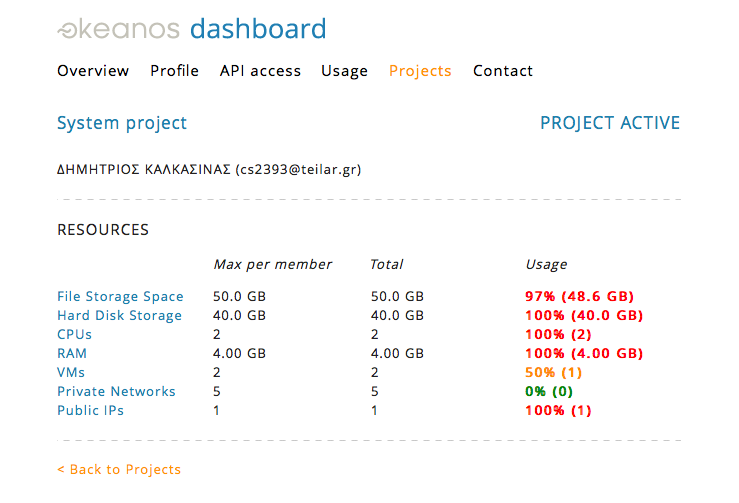 okeanos dashboard
Overview Profile API access Usage Projects Contact
System project PROJECT ACTIVE
ΔΗΜΗΤΡΙΟΣ ΚΑΛΚΑΣΙΝΑΣ (cs2393@teilar.gr)
RESOURCES
Max per member Total Usage
File Storage Space 50.0 GB 50.0 GB 97% (48.6 GB)
Hard Disk Storage 40.0 GB 40.0 GB 100% (40.0 GB)
CPUs 2 2 100% (2)
RAM 4.00 GB 4.00 GB 100% (4.00 GB)
VMs 2 2 50% (1)
Private Networks 5 5 0% (0)
Public IPs 1 1 100% (1)
< Back to Projects